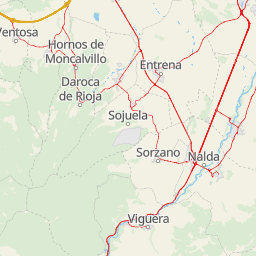 Ventosa
Hornos de
Moncalvillo
Entrena
Daroca
de Rioja
Sojuela
Sorzano
Nalda
Viguera